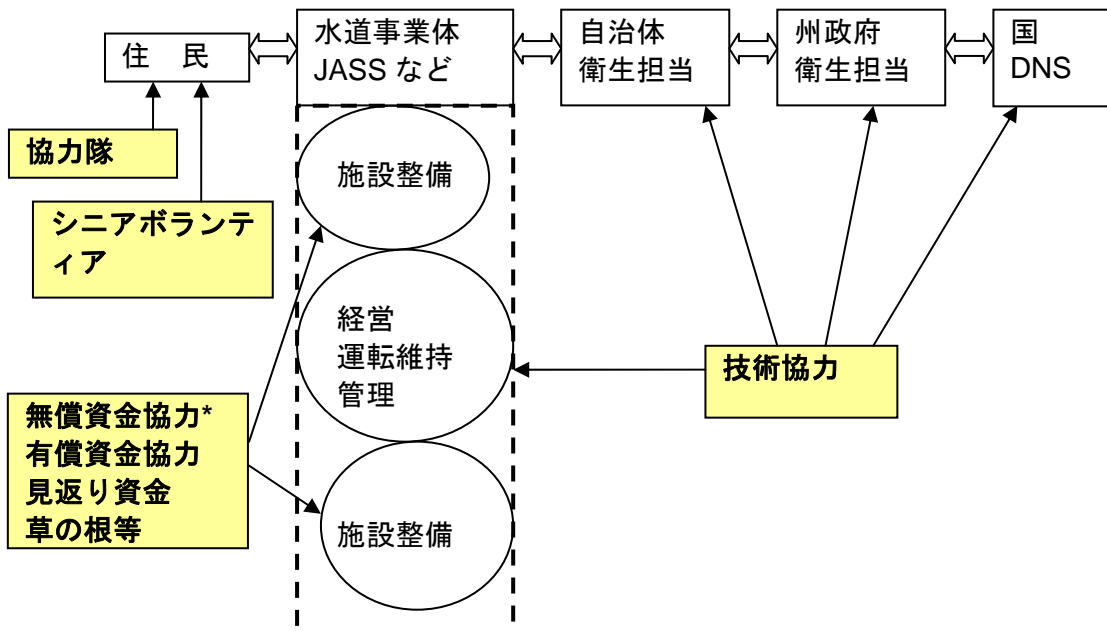 住　民
水道事業体
JASS など
自治体
衛生担当
州政府
衛生担当
国
DNS
協力隊
シニアボランテ
ィア
施設整備
経営
運転維持
管理
技術協力
無償資金協力*
有償資金協力
見返り資金
草の根等
施設整備